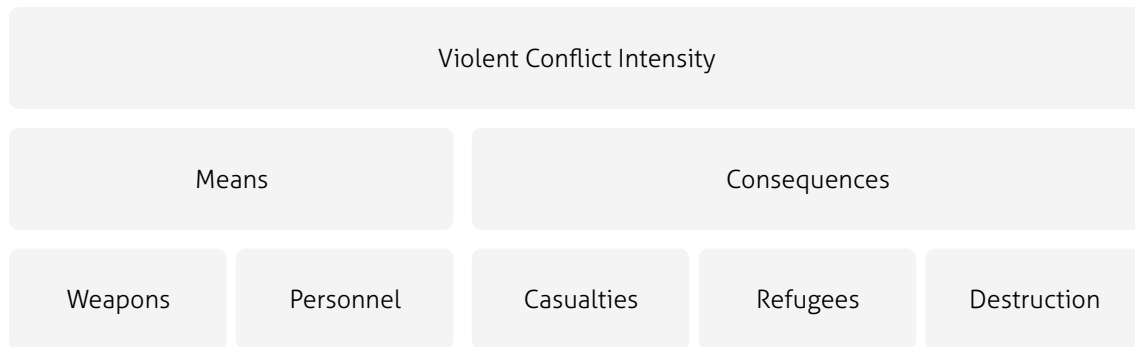 Violent Conflict Intensity
Means
Consequences
Weapons
Personnel
Casualties
Refugees
Destruction